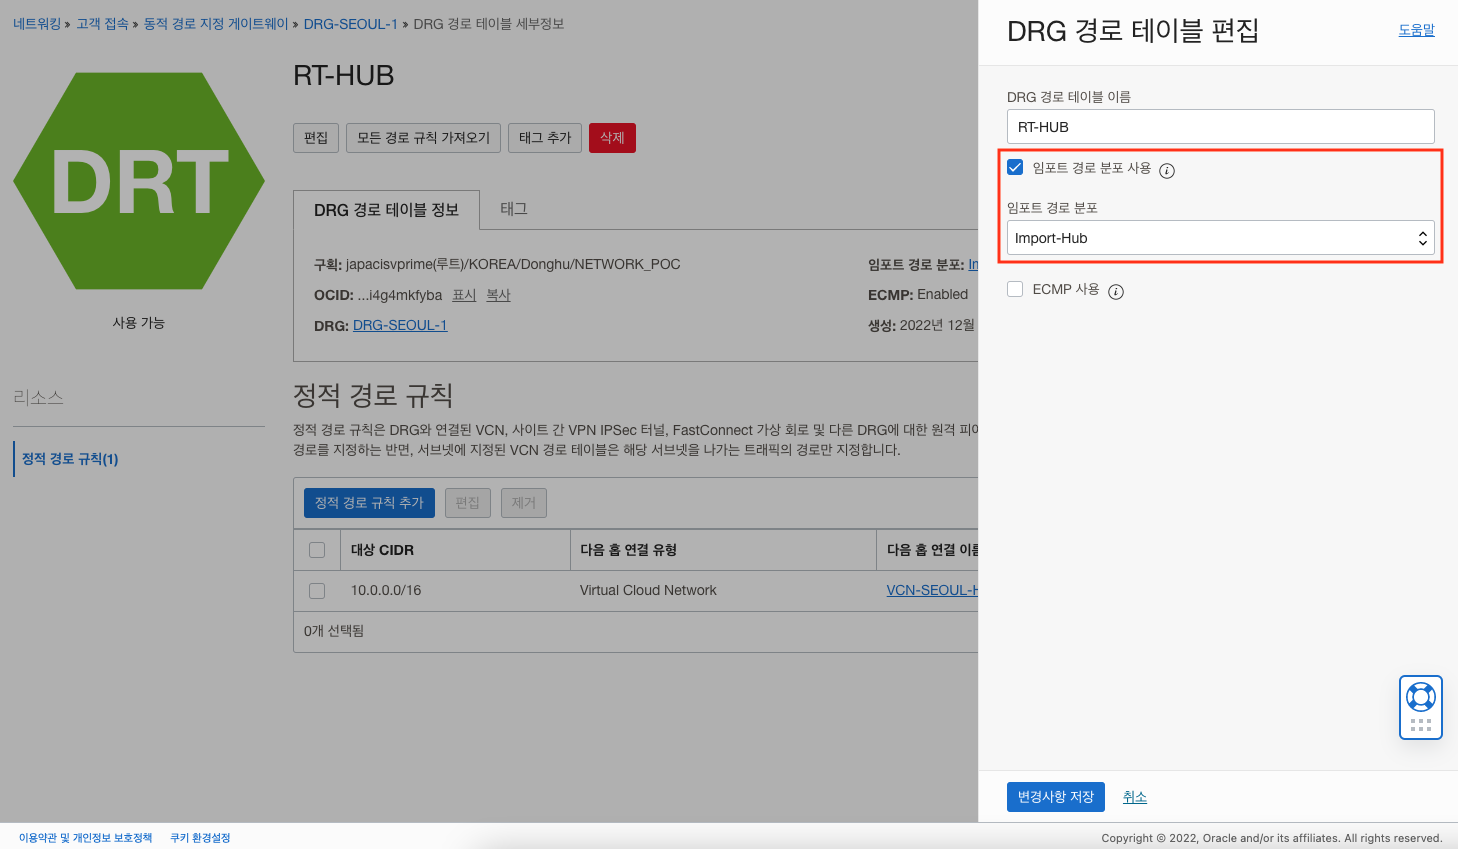 네트워킹 » 고객 접속 » 동적 경로 지정 게이트웨이 » DRG-SEOUL-1 » DRG 경로 테이블 세부정보
DRT
사용 가능
리소스
정적 경로 규칙(1)
RT-HUB
편집 모든 경로 규칙 가져오기 태그 추가 삭제
DRG 경로 테이블 정보 태그
구획: japacisvprime(루트)/KOREA/Donghu/NETWORK_POC
OCID: ...i4g4mkfyba 표시 복사
DRG: DRG-SEOUL-1
임포트 경로 분포:
ECMP: Enabled
생성: 2022년 12월
정적 경로 규칙
정적 경로 규칙은 DRG와 연결된 VCN, 사이트 간 VPN IPSec 터널, FastConnect 가상 회로 및 다른 DRG에 대한 원격 피어
경로를 지정하는 반면, 서브넷에 지정된 VCN 경로 테이블은 해당 서브넷을 나가는 트래픽의 경로만 지정합니다.
정적 경로 규칙 추가 편집 제거
대상 CIDR 다음 홉 연결 유형 다음 홉 연결 이름
10.0.0.0/16 Virtual Cloud Network VCN-SEOUL-H
0개 선택됨
DRG 경로 테이블 편집 도움말
DRG 경로 테이블 이름
RT-HUB
임포트 경로 분포 사용
임포트 경로 분포
Import-Hub
ECMP 사용
변경사항 저장 취소
이용약관 및 개인정보 보호정책 쿠키 환경설정
Copyright © 2022, Oracle and/or its affiliates. All rights reserved.